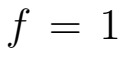 f = 1